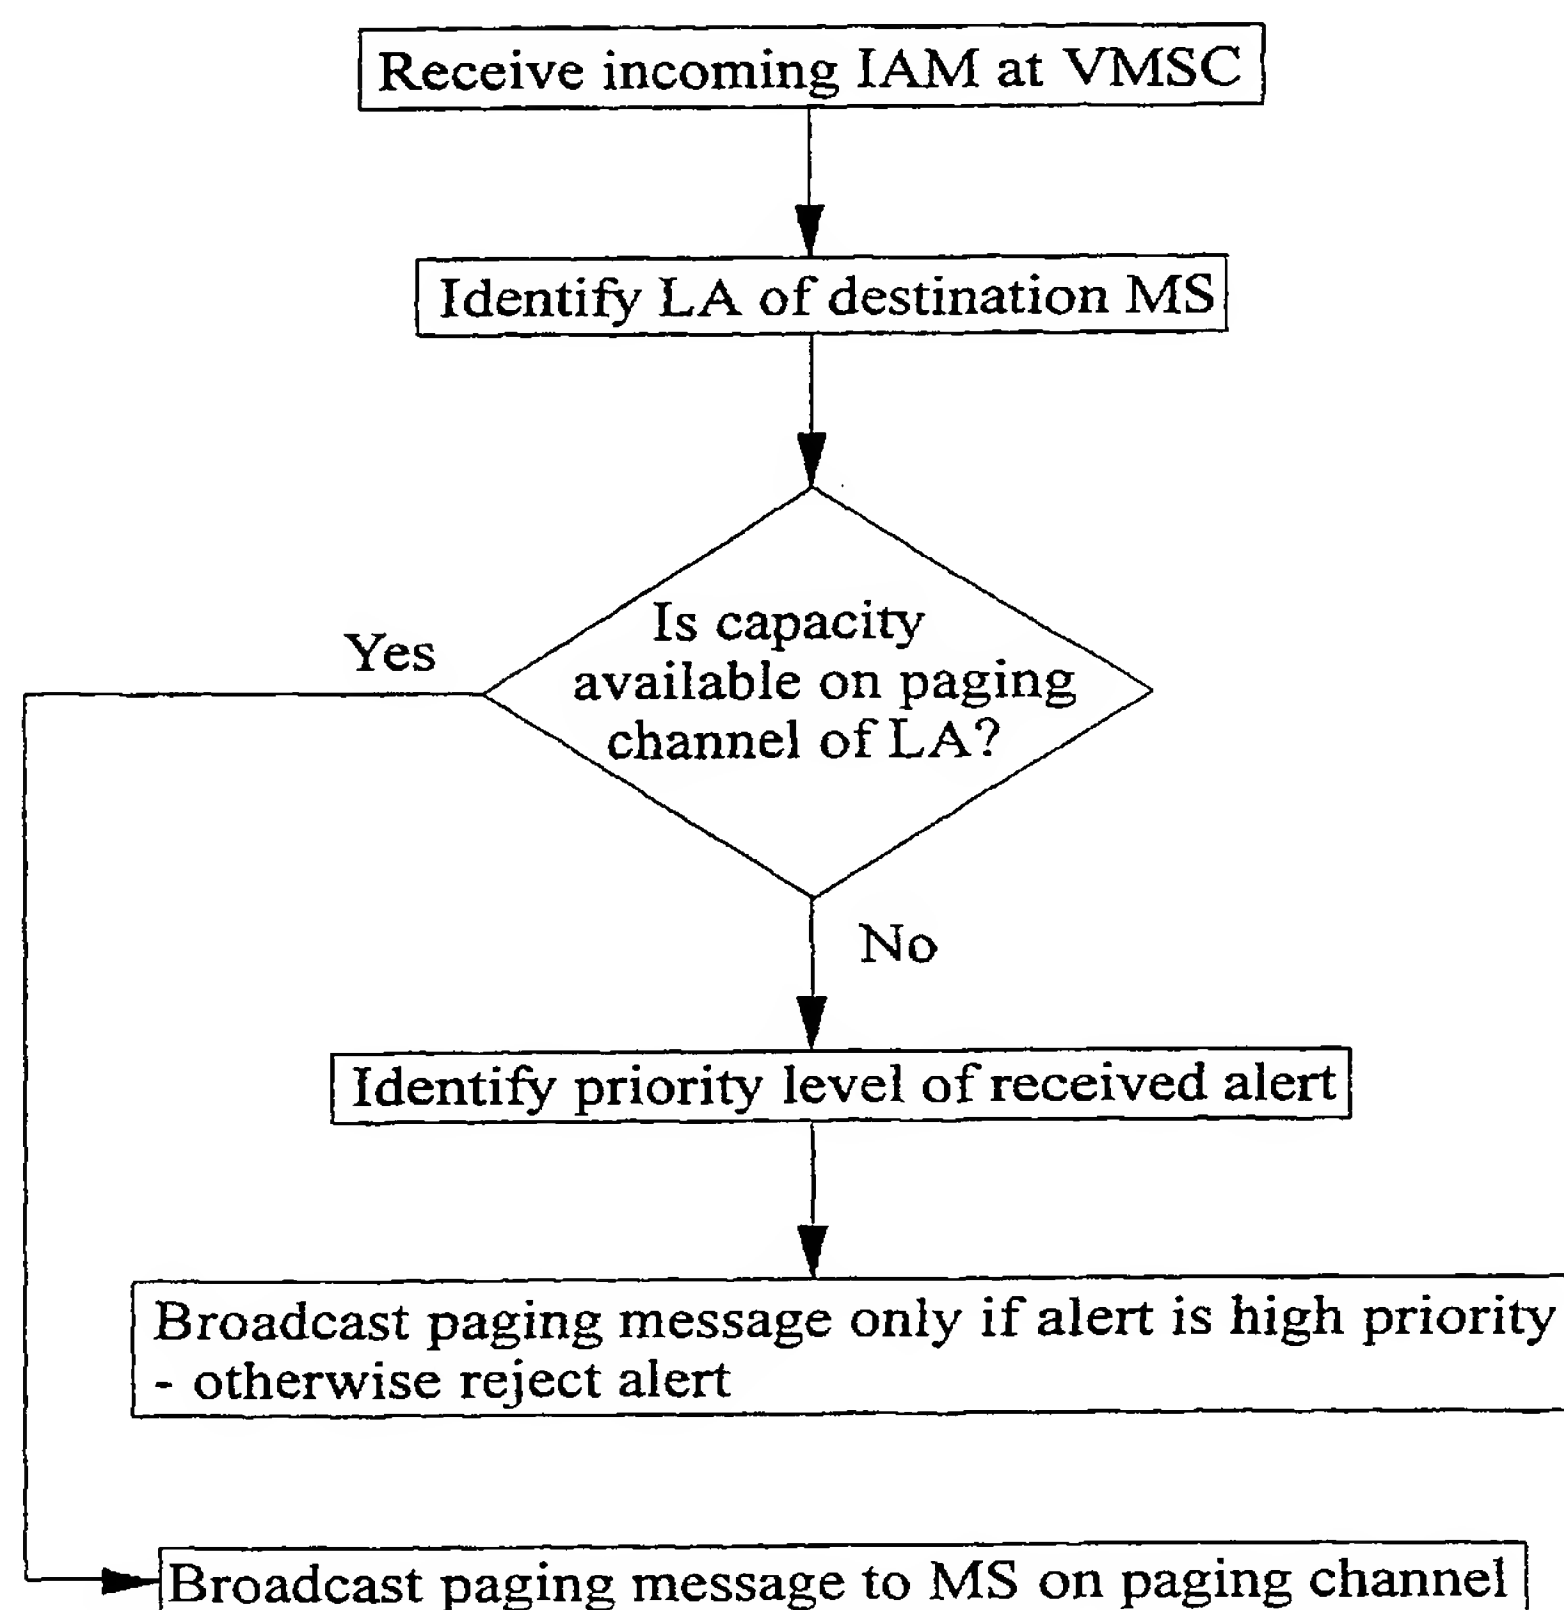 Receive incoming IAM at VMSC
Identify LA of destination MS
Is capacity
available on paging
channel of LA?
Yes
No
Identify priority level of received alert
Broadcast paging message only if alert is high priority
- otherwise reject alert
Broadcast paging message to MS on paging channel